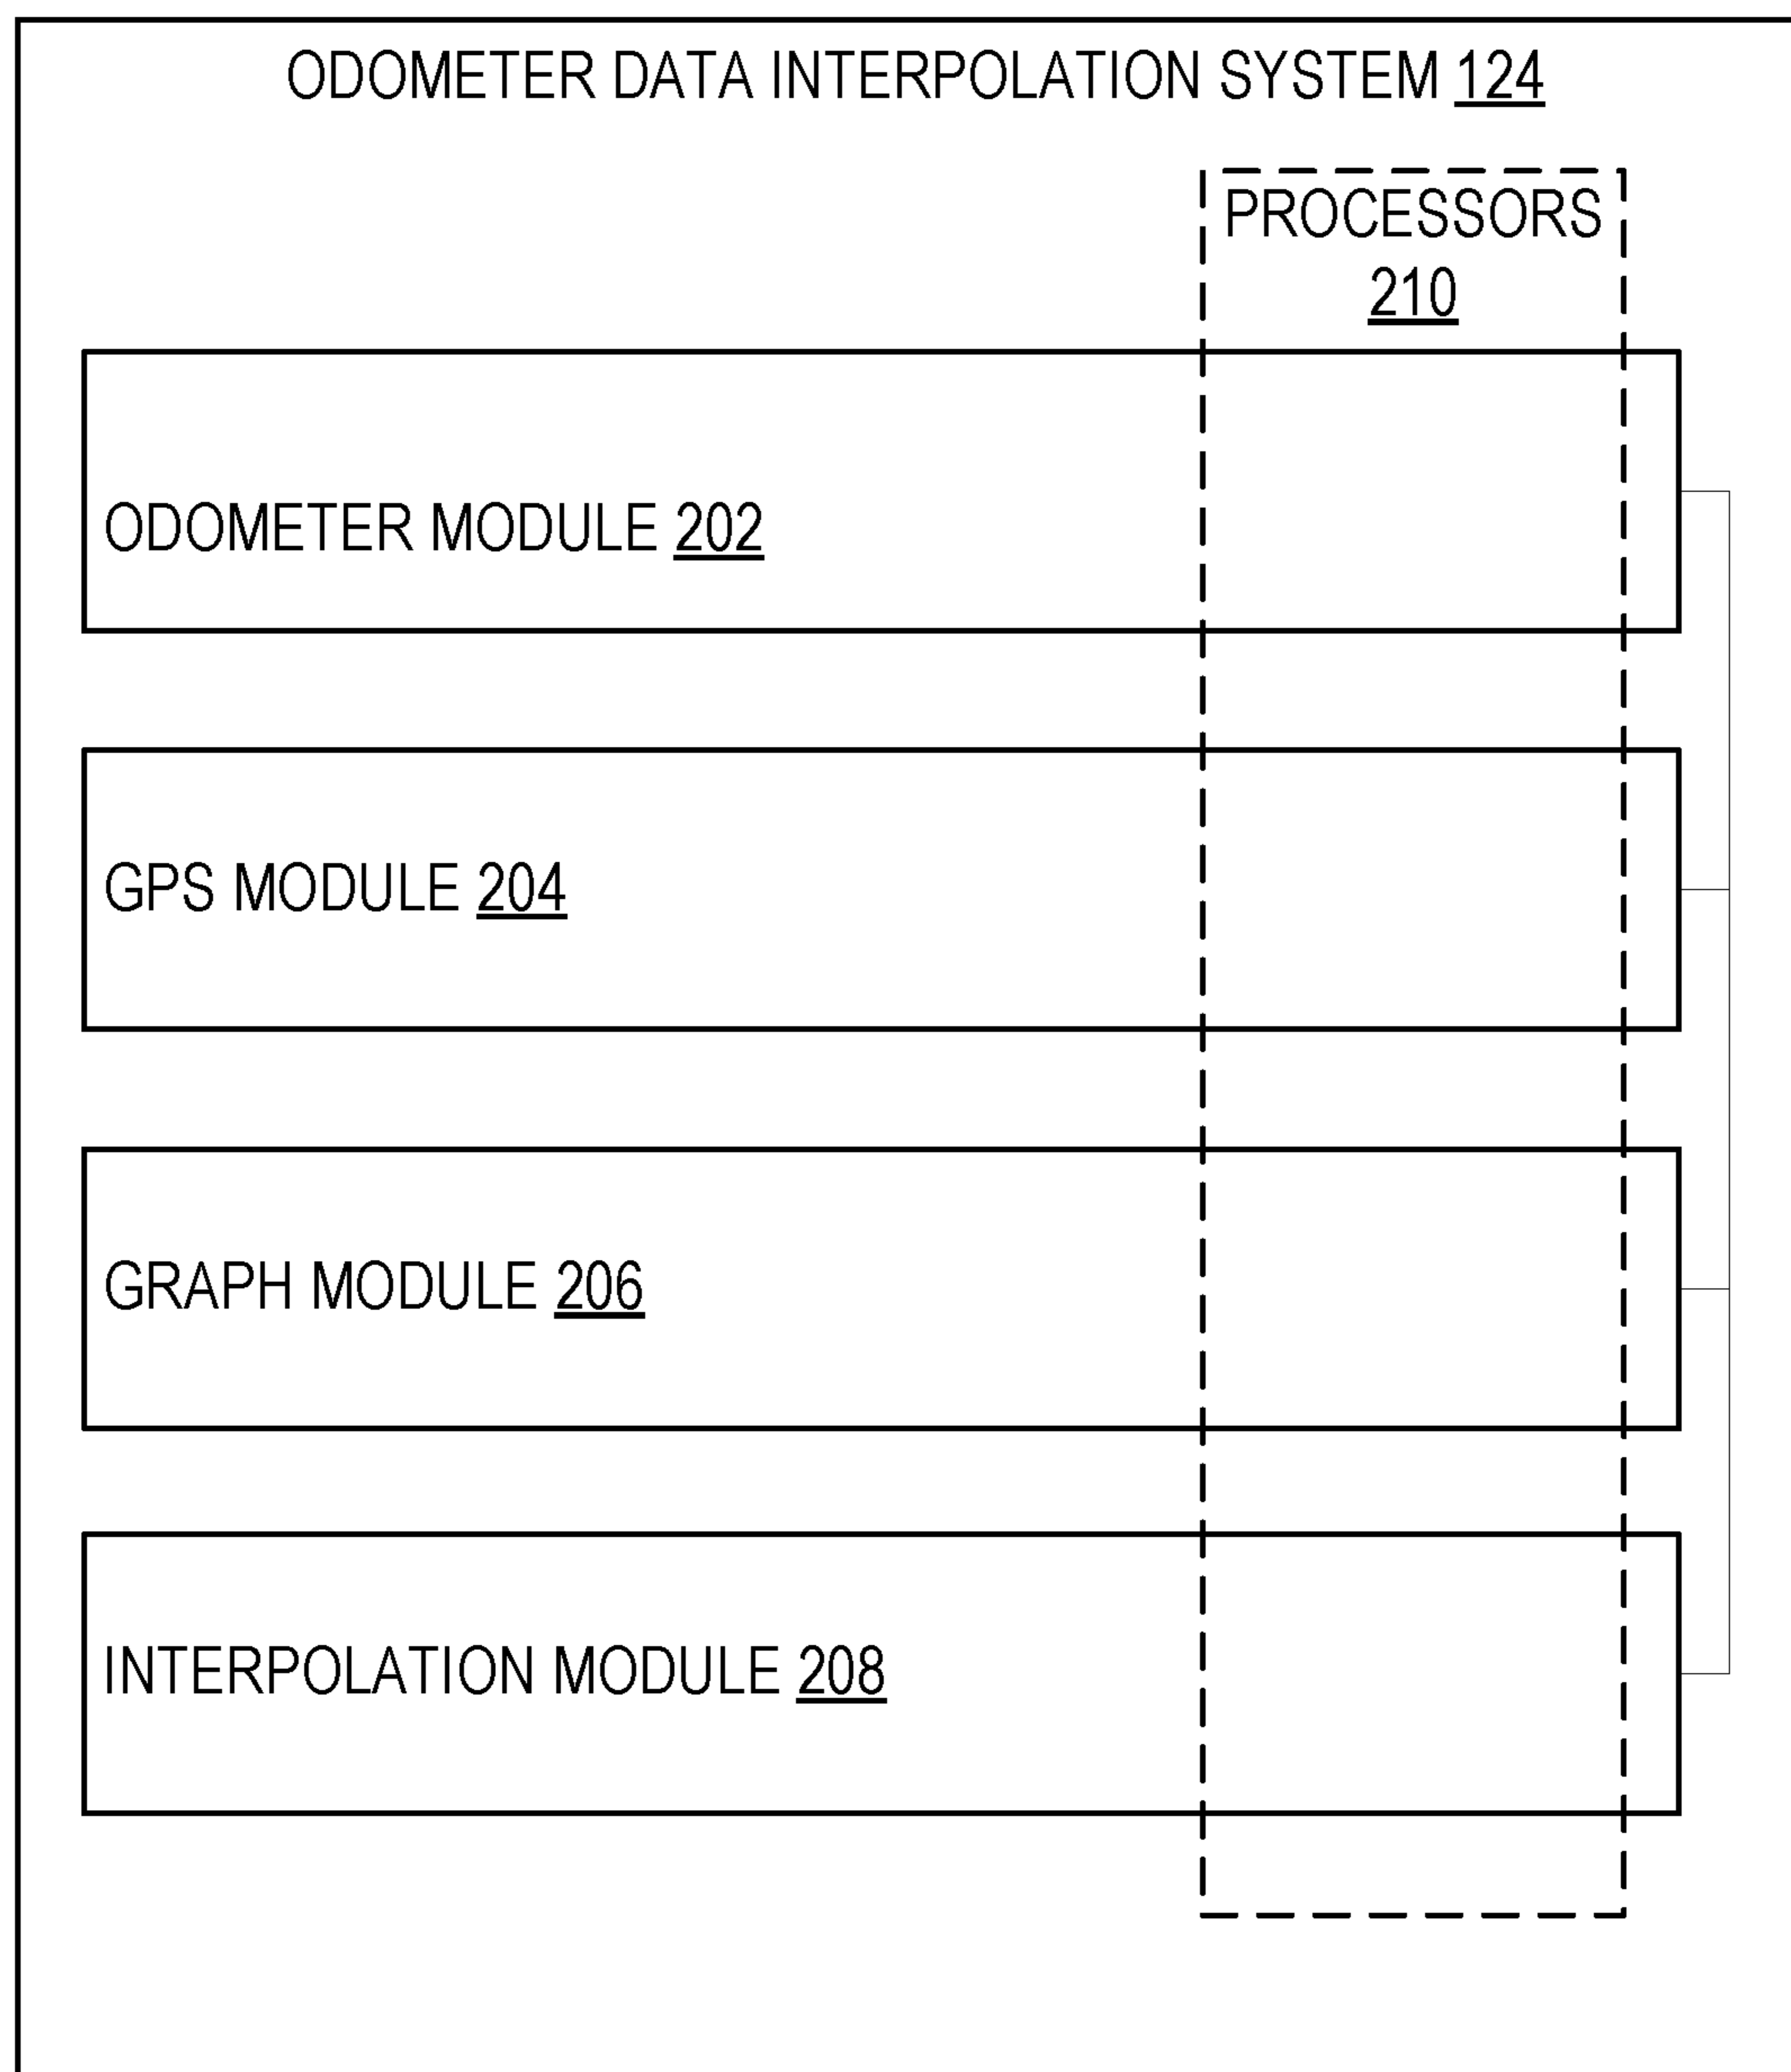 ODOMETER DATA INTERPOLATION SYSTEM 124
PROCESSORS
210
ODOMETER MODULE 202
GPS MODULE 204
GRAPH MODULE 206
INTERPOLATION MODULE 208